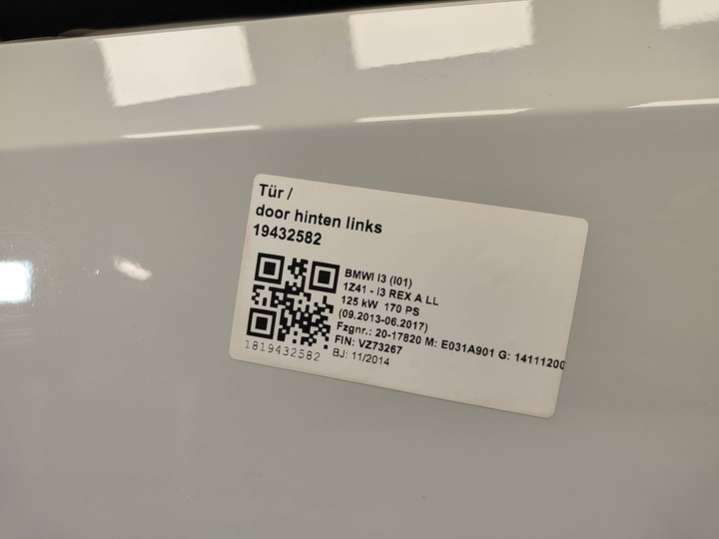 Tür /
door hinten links
19432582
BMWI I3 (I01)
1Z41 - I3 REX A LL
125 kW 170 PS
(09.2013-06.2017)
Fzgnr.: 20-17820 M: E031A901 G: 14111200
FIN: VZ73267
BJ: 11/2014
1819432582